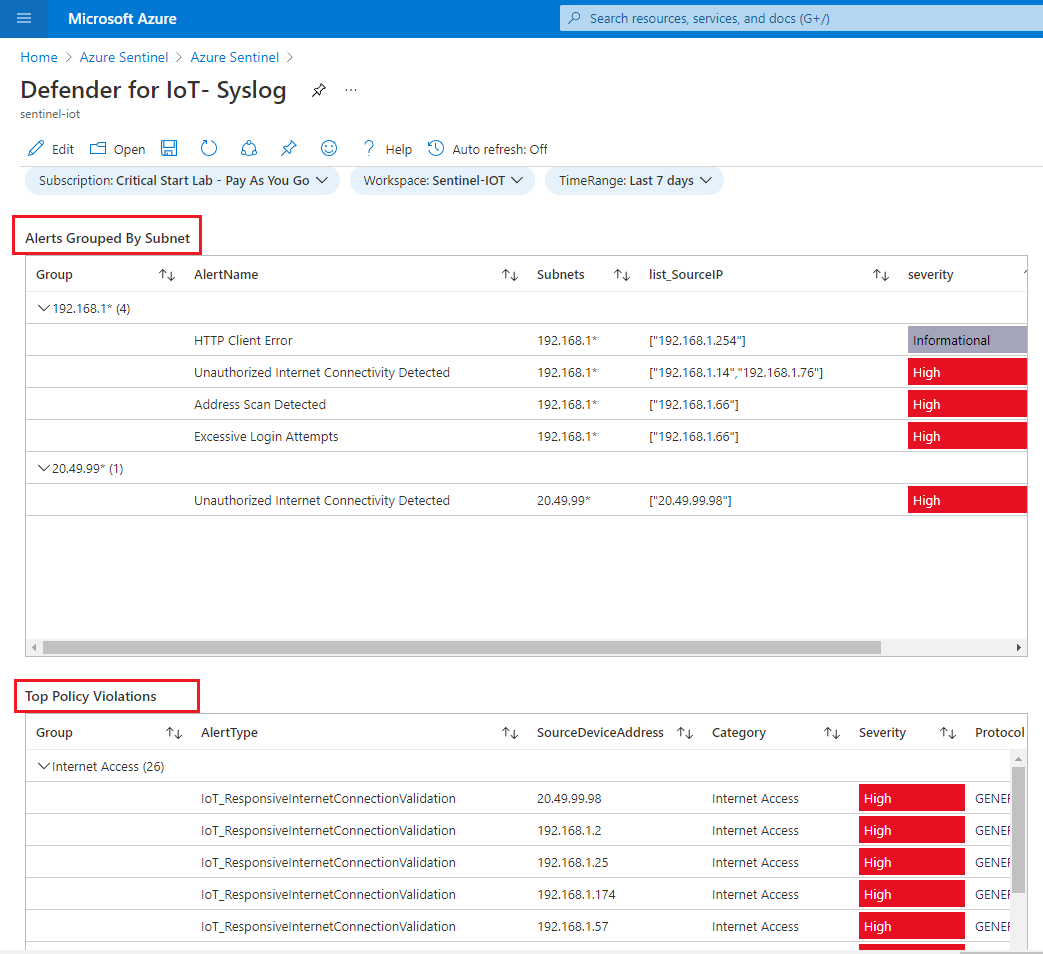 Microsoft Azure
Search resources, services, and docs (G+/)
Home > Azure Sentinel > Azure Sentinel >
Defender for IoT- Syslog ...
sentinel-iot
Edit Open Help Auto refresh: Off
Subscription: Critical Start Lab - Pay As You Go Workspace: Sentinel-IOT TimeRange: Last 7 days
Alerts Grouped By Subnet
Group AlertName Subnets list_SourceIP severity
192.168.1* (4)
HTTP Client Error 192.168.1* ["192.168.1.254"] Informational
Unauthorized Internet Connectivity Detected 192.168.1* ["192.168.1.14","192.168.1.76"] High
Address Scan Detected 192.168.1* ["192.168.1.66"] High
Excessive Login Attempts 192.168.1* ["192.168.1.66"] High
20.49.99* (1)
Unauthorized Internet Connectivity Detected 20.49.99* ["20.49.99.98"] High
Top Policy Violations
Group AlertType SourceDeviceAddress Category Severity Protocol
Internet Access (26)
IoT_ResponsiveInternetConnectionValidation 20.49.99.98 Internet Access High GENER
IoT_ResponsiveInternetConnectionValidation 192.168.1.2 Internet Access High GENER
IoT_ResponsiveInternetConnectionValidation 192.168.1.25 Internet Access High GENER
IoT_ResponsiveInternetConnectionValidation 192.168.1.174 Internet Access High GENER
IoT_ResponsiveInternetConnectionValidation 192.168.1.57 Internet Access High GENER